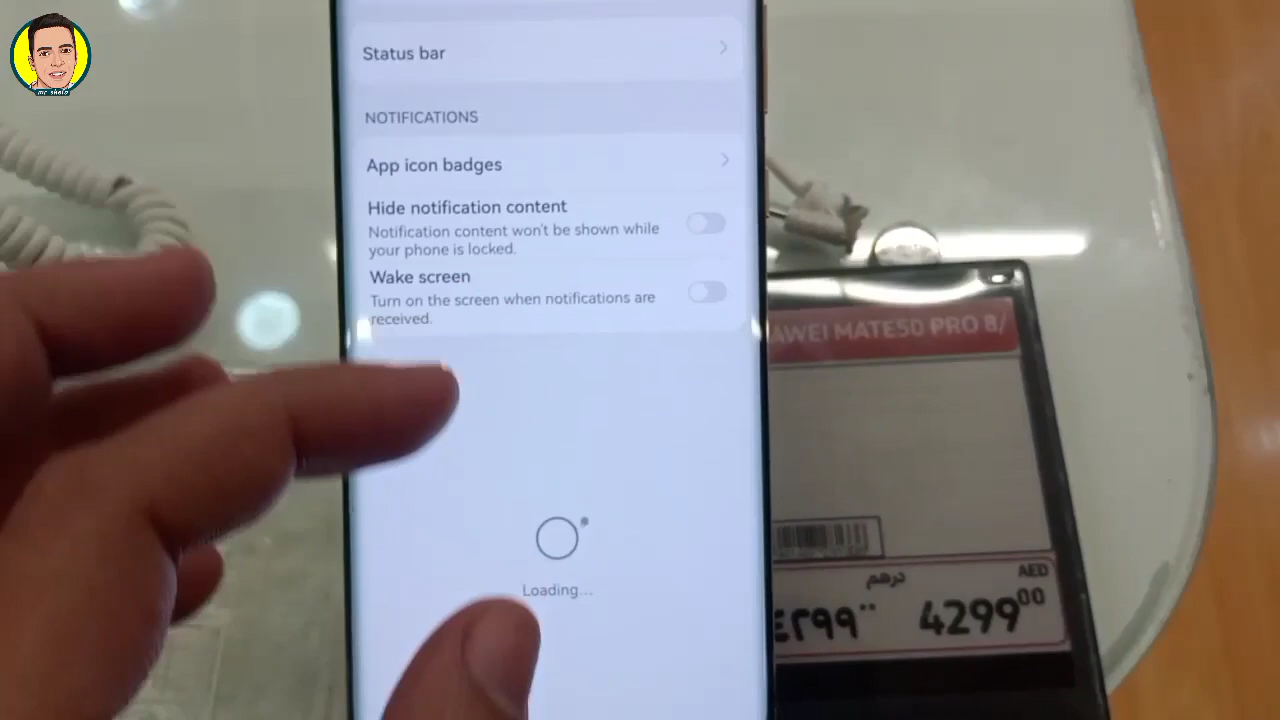 mr shefo
Status bar
NOTIFICATIONS
App icon badges
Hide notification content
Notification content won't be shown while
your phone is locked.
Wake screen
Turn on the screen when notifications are
received.
Loading...
AWEI MATE50 PRO 8/
درهم
AED
٤٢٩٩
4299 00